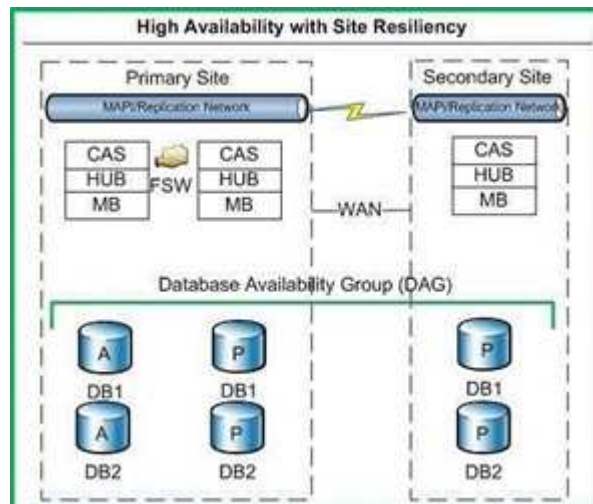 High Availability with Site Resiliency
Primary Site
Secondary Site
MAPI/Replication Network
MAPI/Replication Network
CAS
HUB
MB
FSW
CAS
HUB
MB
CAS
HUB
MB
WAN
Database Availability Group (DAG)
A
DB1
P
DB1
P
DB1
A
DB2
P
DB2
P
DB2